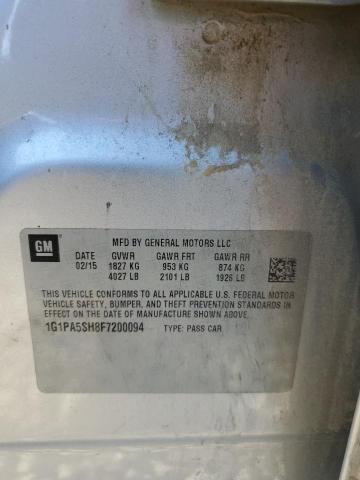 GM
MFD BY GENERAL MOTORS LLC
DATE GVWR GAWR FRT GAWR RR
02/15 1827 KG 953 KG 874 KG
4027 LB 2101 LB 1926 LB
THIS VEHICLE CONFORMS TO ALL APPLICABLE U.S. FEDERAL MOTOR
VEHICLE SAFETY, BUMPER, AND THEFT PREVENTION STANDARDS IN
EFFECT ON THE DATE OF MANUFACTURE SHOWN ABOVE.
1G1PA5SH8F7200094 TYPE: PASS CAR